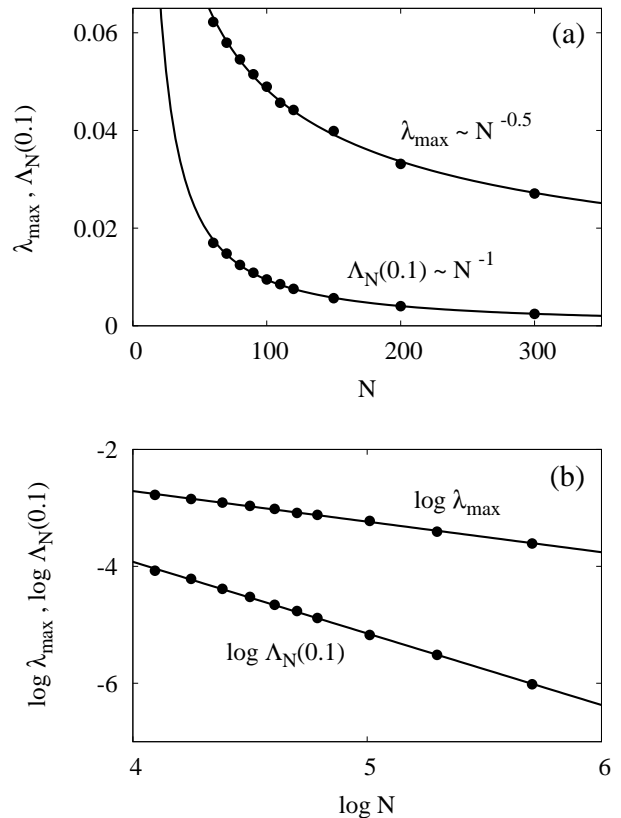 (a)
0.06
0.04
0.02
0
λmax , ΛN(0.1)
λmax ~ N -0.5
ΛN(0.1) ~ N -1
0 100 200 300
N
(b)
-2
-4
-6
log λmax , log ΛN(0.1)
log λmax
log ΛN(0.1)
4 5 6
log N